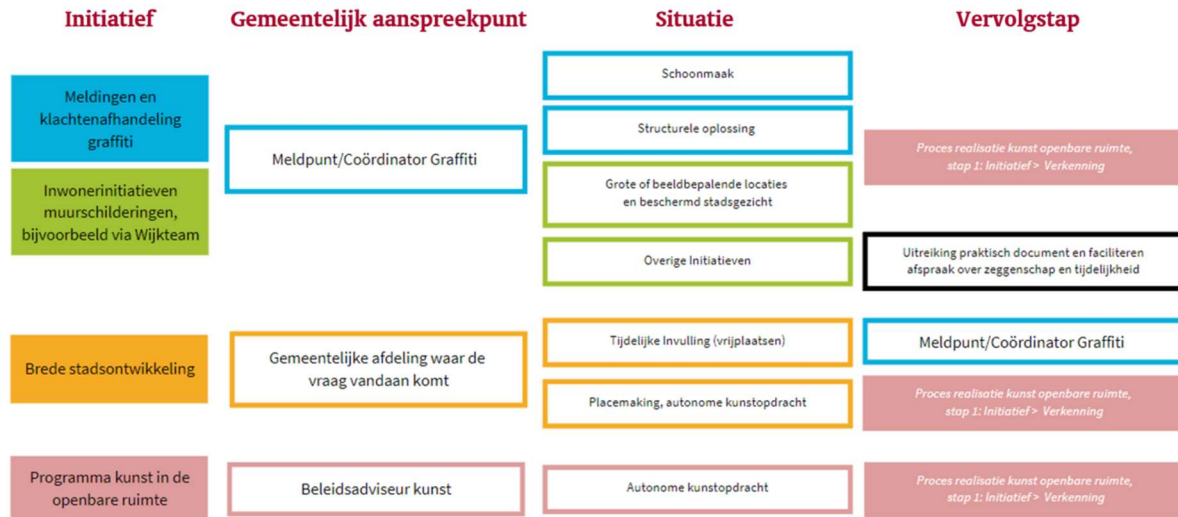 Initiatief
Gemeentelijk aanspreekpunt
Situatie
Vervolgstap
Meldingen en
klachtenafhandeling
graffiti
Inwonerinitiatieven
muurschilderingen,
bijvoorbeeld via Wijkteam
Meldpunt/Coördinator Graffiti
Schoonmaak
Structurele oplossing
Grote of beeldbepalende locaties
en beschermd stadsgezicht
Overige Initiatieven
Proces realisatie kunst openbare ruimte,
stap 1: Initiatief > Verkenning
Uitreiking praktisch document en faciliteren
afspraak over zeggenschap en tijdelijkheid
Brede stadsontwikkeling
Gemeentelijke afdeling waar de
vraag vandaan komt
Tijdelijke Invulling (vrijplaatsen)
Meldpunt/Coördinator Graffiti
Placemaking, autonome kunstopdracht
Proces realisatie kunst openbare ruimte,
stap 1: Initiatief > Verkenning
Programma kunst in de
openbare ruimte
Beleidsadviseur kunst
Autonome kunstopdracht
Proces realisatie kunst openbare ruimte,
stap 1: Initiatief > Verkenning